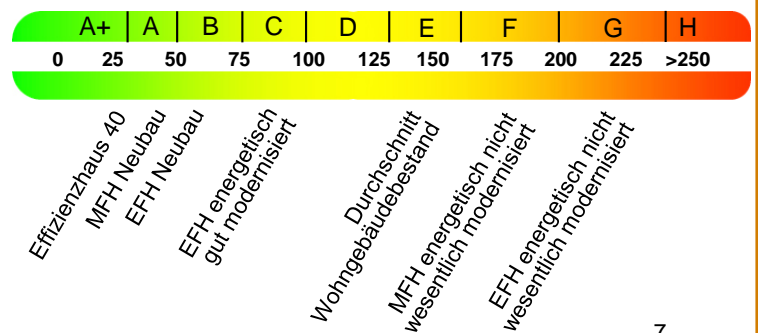 A+ A B C D E F G H
0 25 50 75 100 125 150 175 200 225 >250
Effizienzhaus 40
MFH Neubau
EFH Neubau
EFH energetisch
gut modernisiert
Durchschnitt
Wohngebäudebestand
MFH energetisch nicht
wesentlich modernisiert
EFH energetisch nicht
wesentlich modernisiert